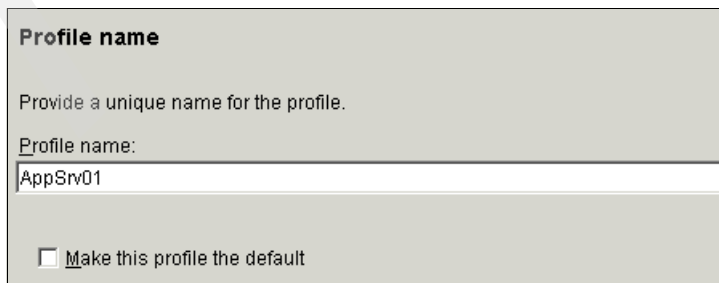 Profile name
Provide a unique name for the profile.
Profile name:
AppSrv01
Make this profile the default